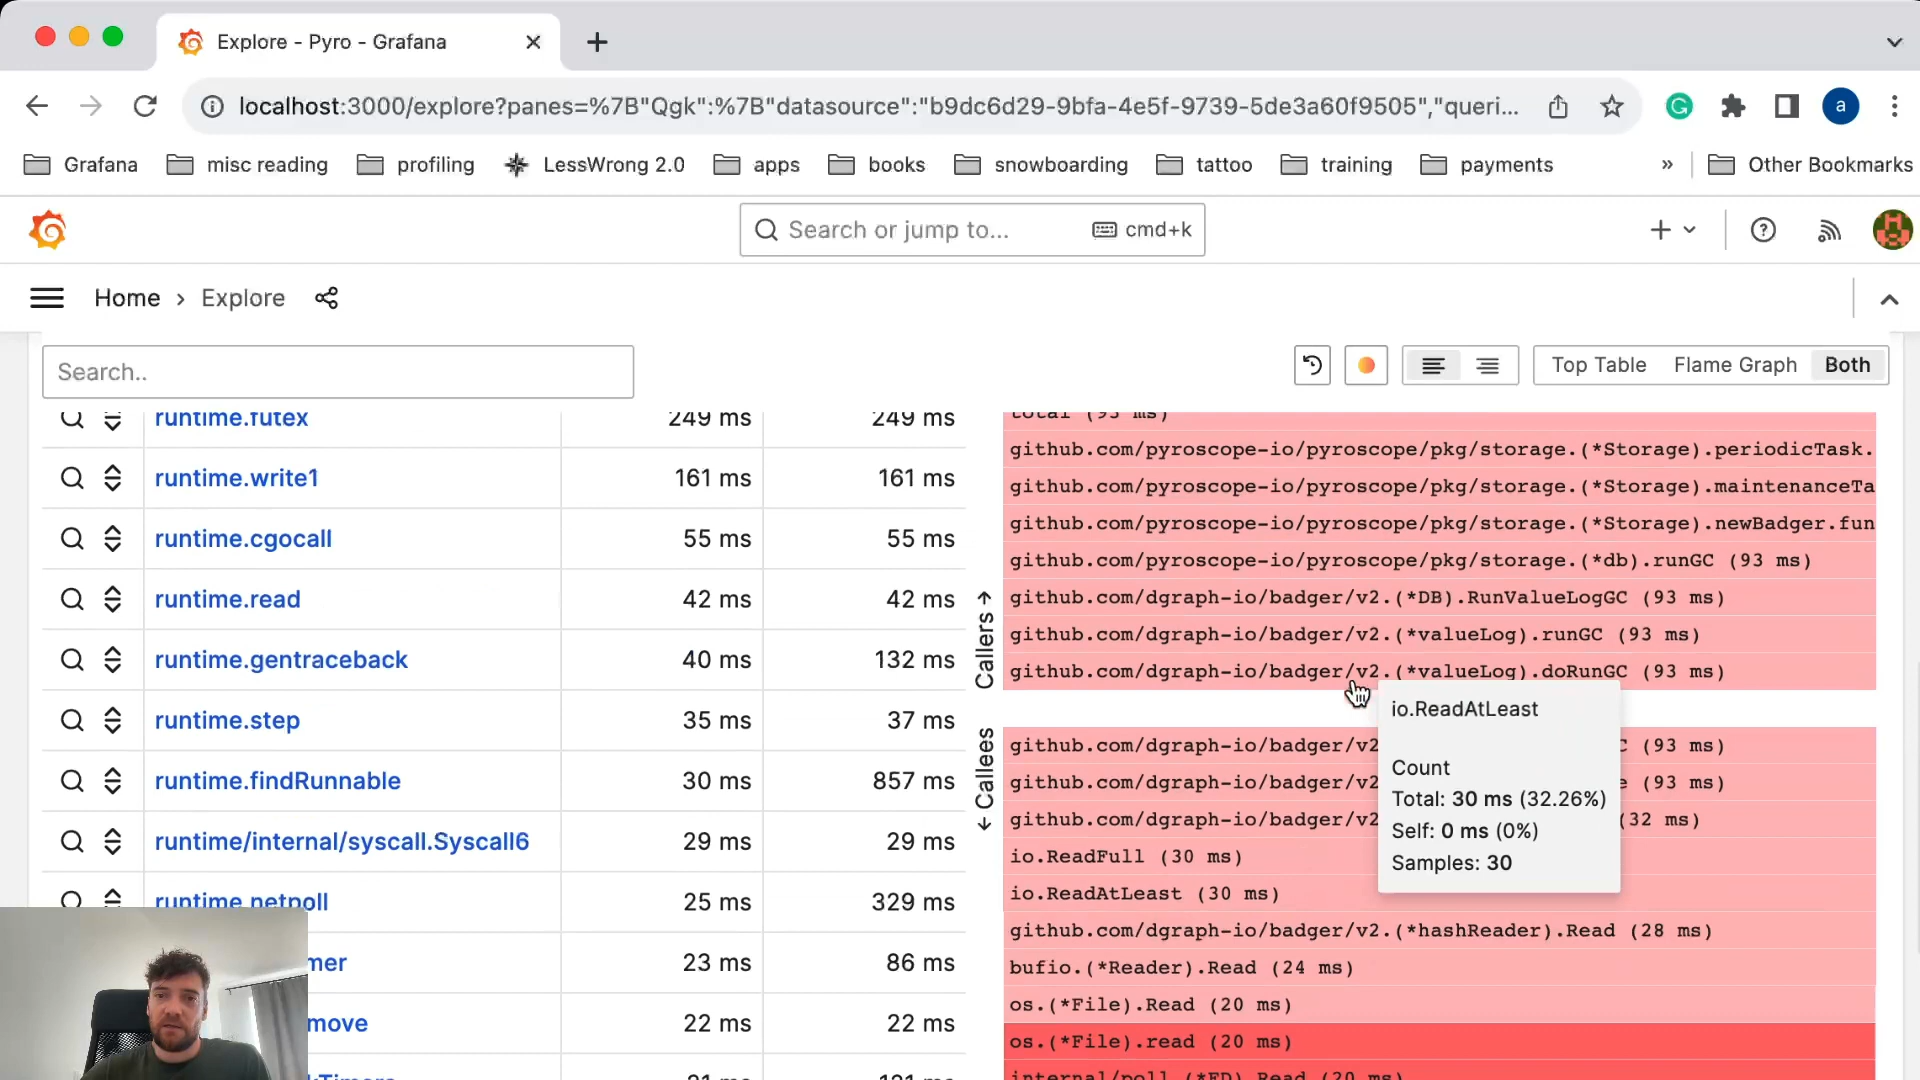 Explore - Pyro - Grafana
localhost:3000/explore?panes=%7B"Qgk":%7B"datasource":"b9dc6d29-9bfa-4e5f-9739-5de3a60f9505","queri...
a
Grafana misc reading profiling LessWrong 2.0 apps books snowboarding tattoo training payments » Other Bookmarks
Search or jump to... cmd+k
Home › Explore
Search..
Top Table Flame Graph Both
runtime.futex 249 ms 249 ms
runtime.write1 161 ms 161 ms
runtime.cgocall 55 ms 55 ms
runtime.read 42 ms 42 ms
runtime.gentraceback 40 ms 132 ms
runtime.step 35 ms 37 ms
runtime.findRunnable 30 ms 857 ms
runtime/internal/syscall.Syscall6 29 ms 29 ms
runtime.netpoll 25 ms 329 ms
mer 23 ms 86 ms
move 22 ms 22 ms
Callers
Callees
total (93 ms)
github.com/pyroscope-io/pyroscope/pkg/storage.(*Storage).periodicTask.
github.com/pyroscope-io/pyroscope/pkg/storage.(*Storage).maintenanceTa
github.com/pyroscope-io/pyroscope/pkg/storage.(*Storage).newBadger.fun
github.com/pyroscope-io/pyroscope/pkg/storage.(*db).runGC (93 ms)
github.com/dgraph-io/badger/v2.(*DB).RunValueLogGC (93 ms)
github.com/dgraph-io/badger/v2.(*valueLog).runGC (93 ms)
github.com/dgraph-io/badger/v2.(*valueLog).doRunGC (93 ms)
github.com/dgraph-io/badger/v2 C (93 ms)
github.com/dgraph-io/badger/v2 e (93 ms)
github.com/dgraph-io/badger/v2 (32 ms)
io.ReadFull (30 ms)
io.ReadAtLeast (30 ms)
github.com/dgraph-io/badger/v2.(*hashReader).Read (28 ms)
bufio.(*Reader).Read (24 ms)
os.(*File).Read (20 ms)
os.(*File).read (20 ms)
internal/poll.(*FD).Read (20 ms)
io.ReadAtLeast
Count
Total: 30 ms (32.26%)
Self: 0 ms (0%)
Samples: 30